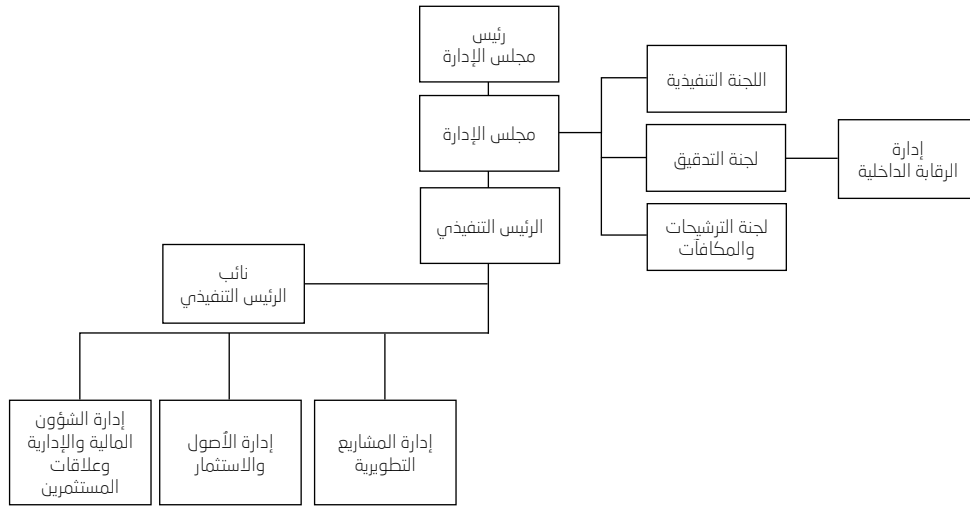 رئيس
مجلس الإدارة
اللجنة التنفيذية
مجلس الإدارة
لجنة التدقيق
إدارة
الرقابة الداخلية
الرئيس التنفيذي
لجنة الترشيحات
والمكافآت
نائب
الرئيس التنفيذي
إدارة المشاريع
التطويرية
إدارة الأصول
والاستثمار
إدارة الشؤون
المالية والإدارية
وعلاقات
المستثمرين